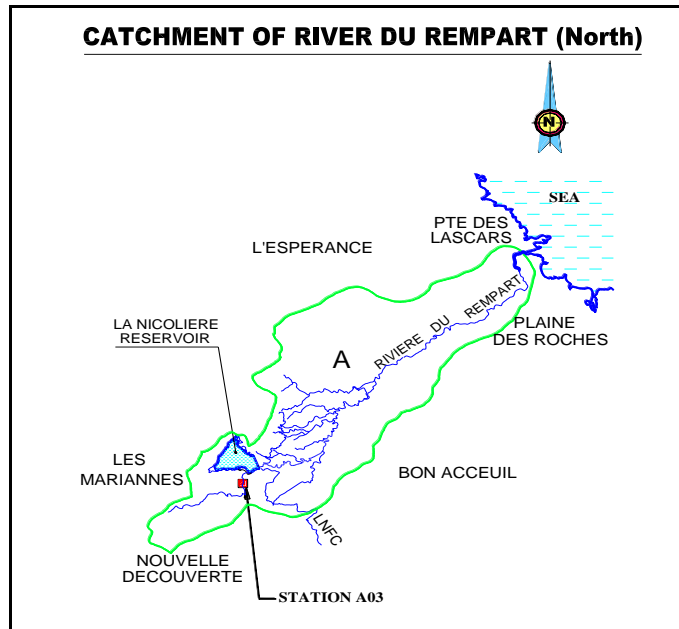 CATCHMENT OF RIVER DU REMPART (North)
N
SEA
PTE DES
LASCARS
L'ESPERANCE
RIVIERE DU REMPART
PLAINE
DES ROCHES
LA NICOLIERE
RESERVOIR
A
LES
MARIANNES
BON ACCEUIL
LNFC
NOUVELLE
DECOUVERTE
STATION A03